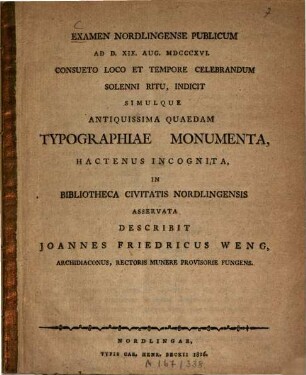 EXAMEN NORDLINGENSE PUBLICUM
AD D. XIX. AUG. MDCCCXVI.
CONSUETO LOCO ET TEMPORE CELEBRANDUM
SOLENNI RITU, INDICIT
SIMULQUE
ANTIQUISSIMA QUAEDAM
TYPOGRAPHIAE MONUMENTA,
HACTENUS INCOGNITA,
IN
BIBLIOTHECA CIVITATIS NORDLINGENSIS
ASSERVATA
DESCRIBIT
JOANNES FRIEDRICUS WENG,
ARCHIDIACONUS, RECTORIS MUNERE PROVISORIE FUNGENS.
NORDLINGAE,
TYPIS CAR. HENR. BECKII 1816.